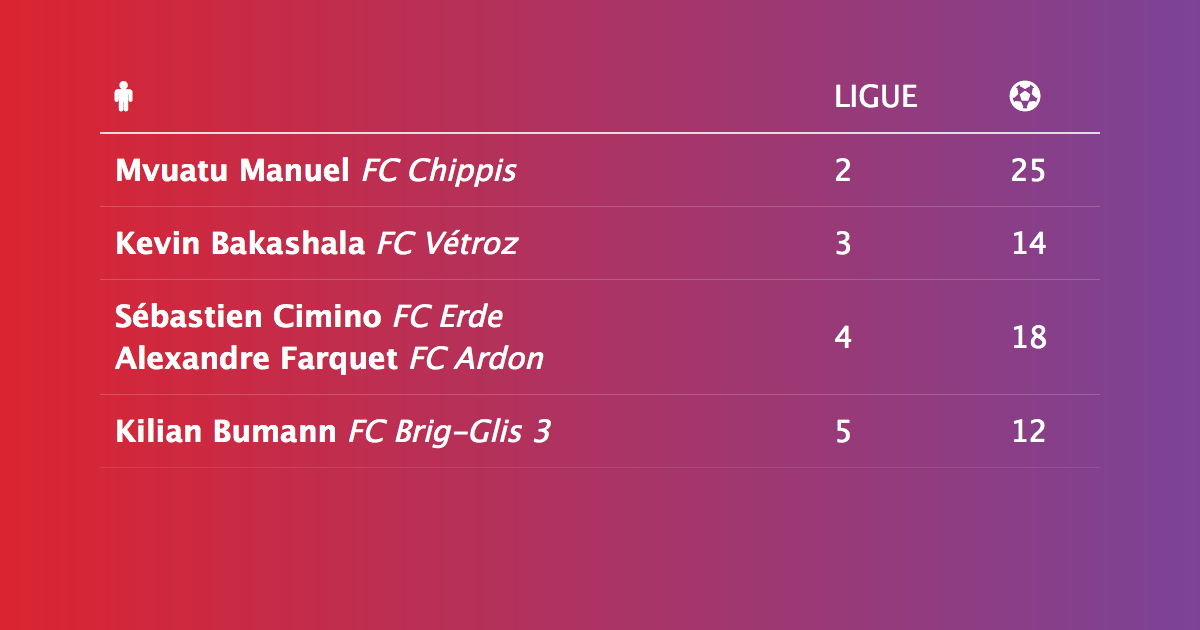 LIGUE
Mvuatu Manuel FC Chippis 2 25
Kevin Bakashala FC Vétroz 3 14
Sébastien Cimino FC Erde
Alexandre Farquet FC Ardon
4 18
Kilian Bumann FC Brig-Glis 3 5 12